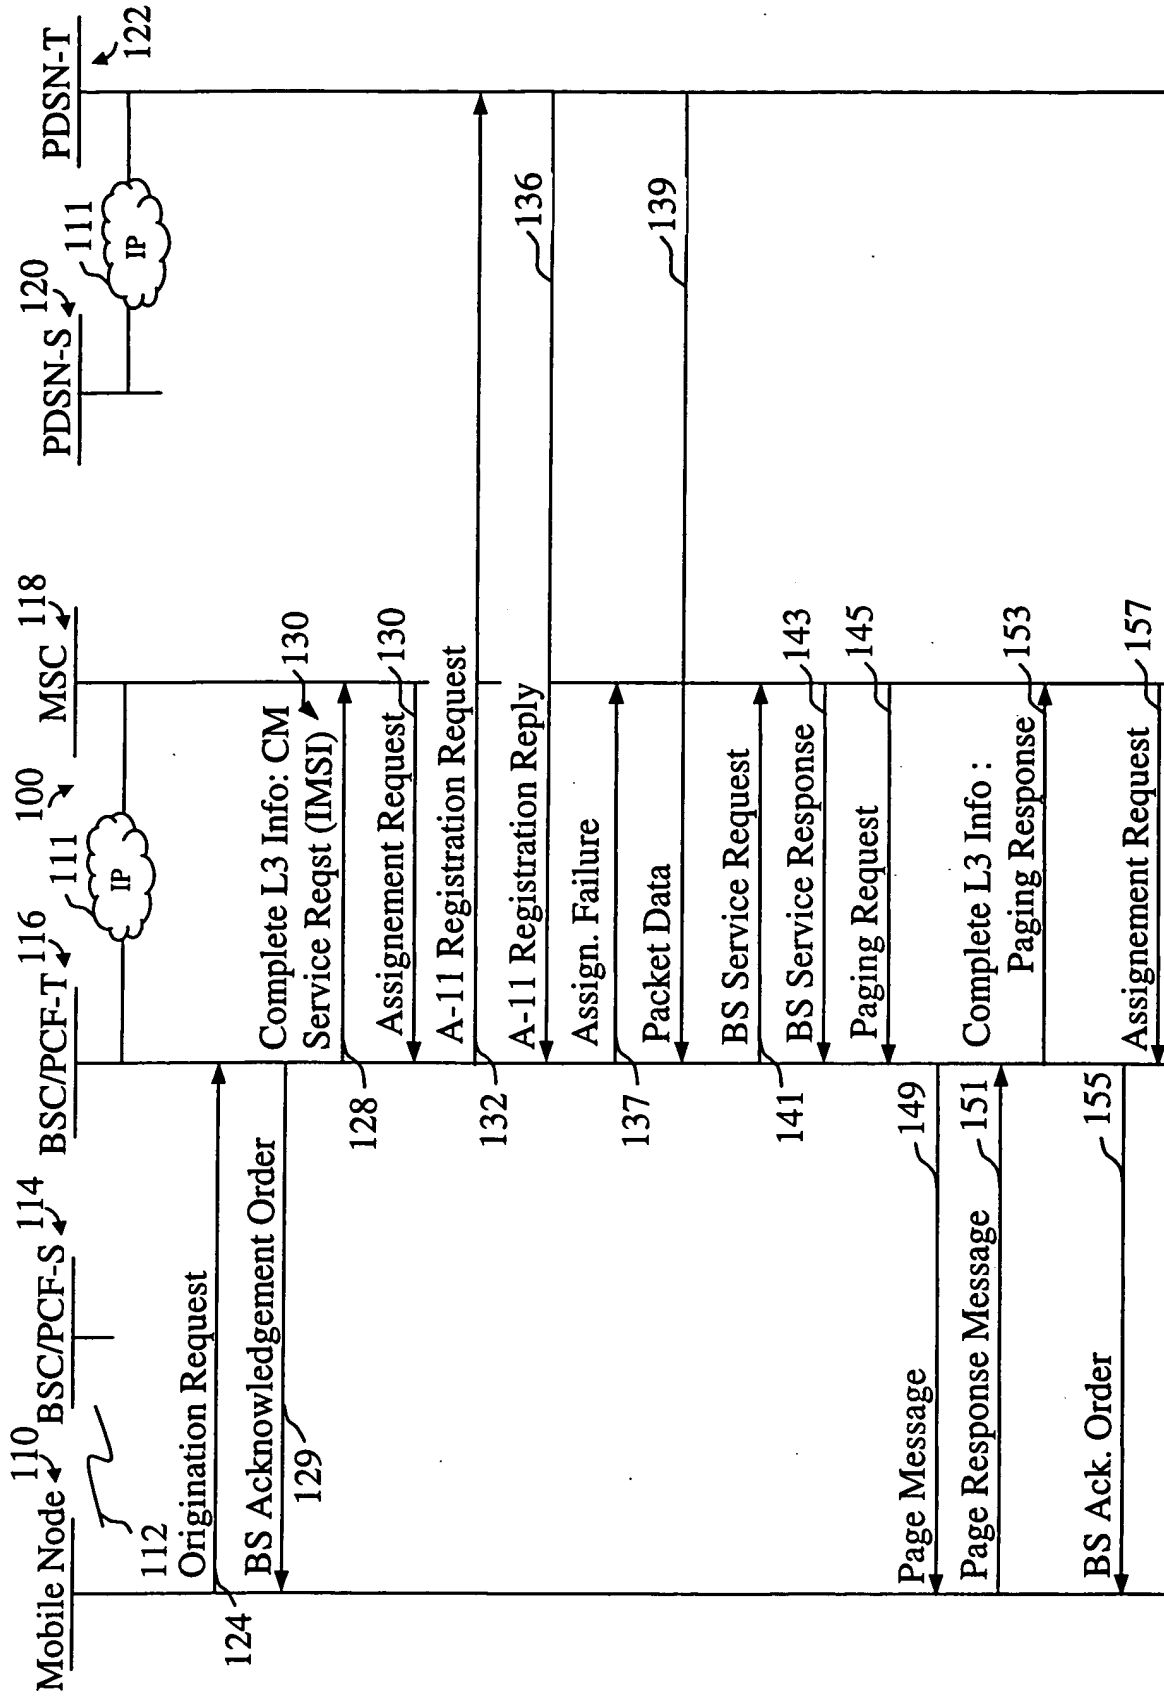 100
Mobile Node 110
BSC/PCF-S 114
BSC/PCF-T 116
MSC 118
PDSN-S 120
PDSN-T 122
112
111
IP
111
IP
Origination Request
124
BS Acknowledgement Order
129
Complete L3 Info: CM
Service Reqst (IMSI)
130
128
Assignement Request
130
A-11 Registration Request
132
A-11 Registration Reply
136
Assign. Failure
137
Packet Data
139
BS Service Request
141
BS Service Response
143
Paging Request
145
Page Message
149
Page Response Message
151
Complete L3 Info :
Paging Response
153
BS Ack. Order
155
Assignement Request
157